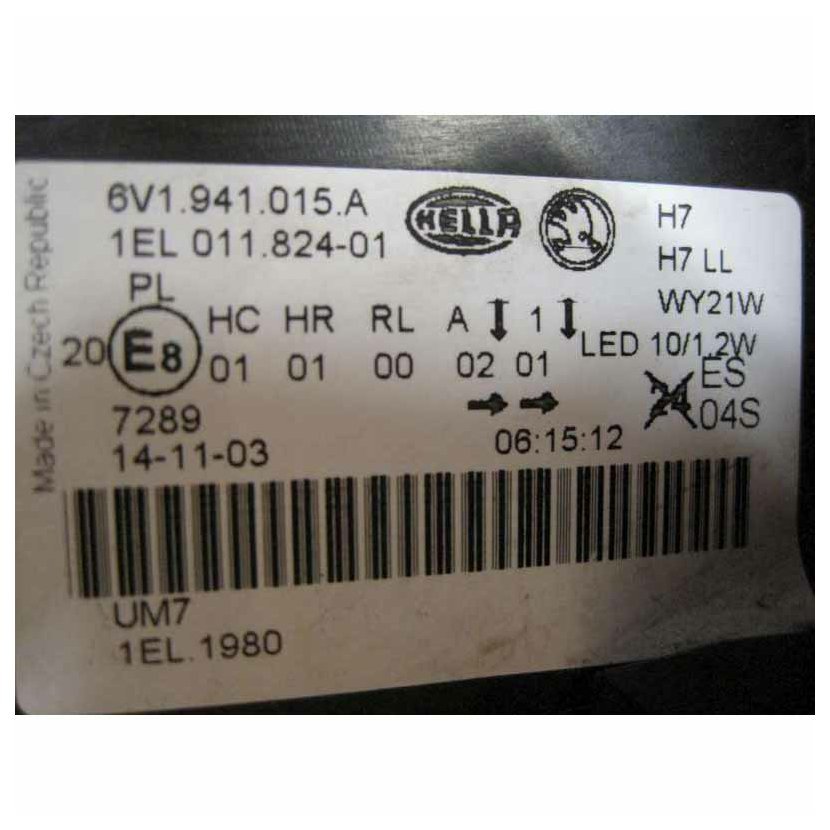 6V1.941.015.A
1EL 011.824-01
HELLA
H7
H7 LL
WY21W
LED 10/1,2W
PL
20 E8
HC HR RL A 1
01 01 00 02 01
ES
24 04S
7289
14-11-03
06:15:12
UM7
1EL.1980
Made in Czech Republic